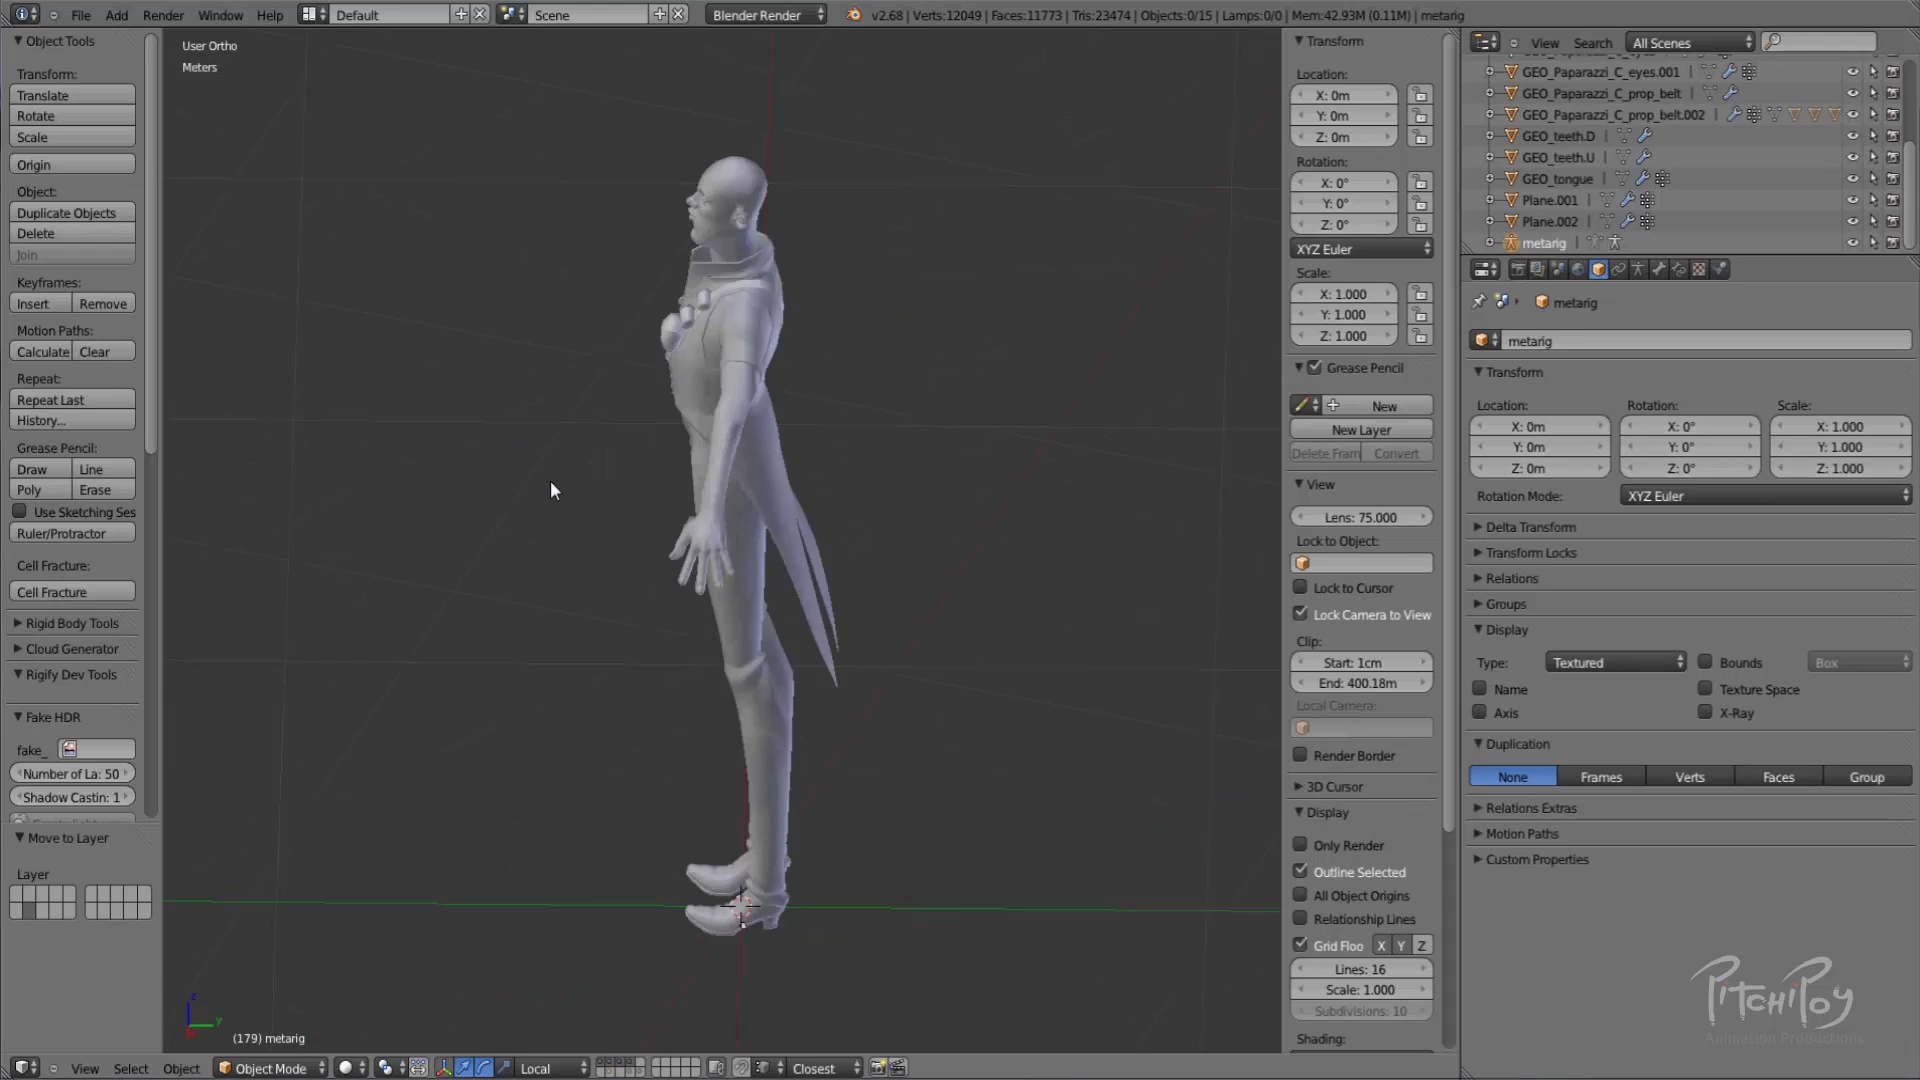 File Add Render Window Help Default Scene Blender Render v2.68 | Verts:12049 | Faces:11773 | Tris:23474 | Objects:0/15 | Lamps:0/0 | Mem:42.93M (0.11M) | metarig
Object Tools
Transform:
Translate
Rotate
Scale
Origin
Object:
Duplicate Objects
Delete
Join
Keyframes:
Insert Remove
Motion Paths:
Calculate Clear
Repeat:
Repeat Last
History...
Grease Pencil:
Draw Line
Poly Erase
Use Sketching Ses
Ruler/Protractor
Cell Fracture:
Cell Fracture
Rigid Body Tools
Cloud Generator
Rigify Dev Tools
Fake HDR
fake_
Number of La: 50
Shadow Castin: 1
Move to Layer
Layer
User Ortho
Meters
z
y
(179) metarig
View Select Object Object Mode Local Closest
Transform
Location:
X: 0m
Y: 0m
Z: 0m
Rotation:
X: 0°
Y: 0°
Z: 0°
XYZ Euler
Scale:
X: 1.000
Y: 1.000
Z: 1.000
Grease Pencil
New
New Layer
Delete Fram Convert
View
Lens: 75.000
Lock to Object:
Lock to Cursor
Lock Camera to View
Clip:
Start: 1cm
End: 400.18m
Local Camera:
Render Border
3D Cursor
Display
Only Render
Outline Selected
All Object Origins
Relationship Lines
Grid Floo X Y Z
Lines: 16
Scale: 1.000
Subdivisions: 10
Shading:
View Search All Scenes
GEO_Paparazzi_C_eyes.001
GEO_Paparazzi_C_prop_belt
GEO_Paparazzi_C_prop_belt.002
GEO_teeth.D
GEO_teeth.U
GEO_tongue
Plane.001
Plane.002
metarig
metarig
metarig
Transform
Location: Rotation: Scale:
X: 0m X: 0° X: 1.000
Y: 0m Y: 0° Y: 1.000
Z: 0m Z: 0° Z: 1.000
Rotation Mode: XYZ Euler
Delta Transform
Transform Locks
Relations
Groups
Display
Type: Textured Bounds Box
Name Texture Space
Axis X-Ray
Duplication
None Frames Verts Faces Group
Relations Extras
Motion Paths
Custom Properties
PitchiPoy
Animation Productions